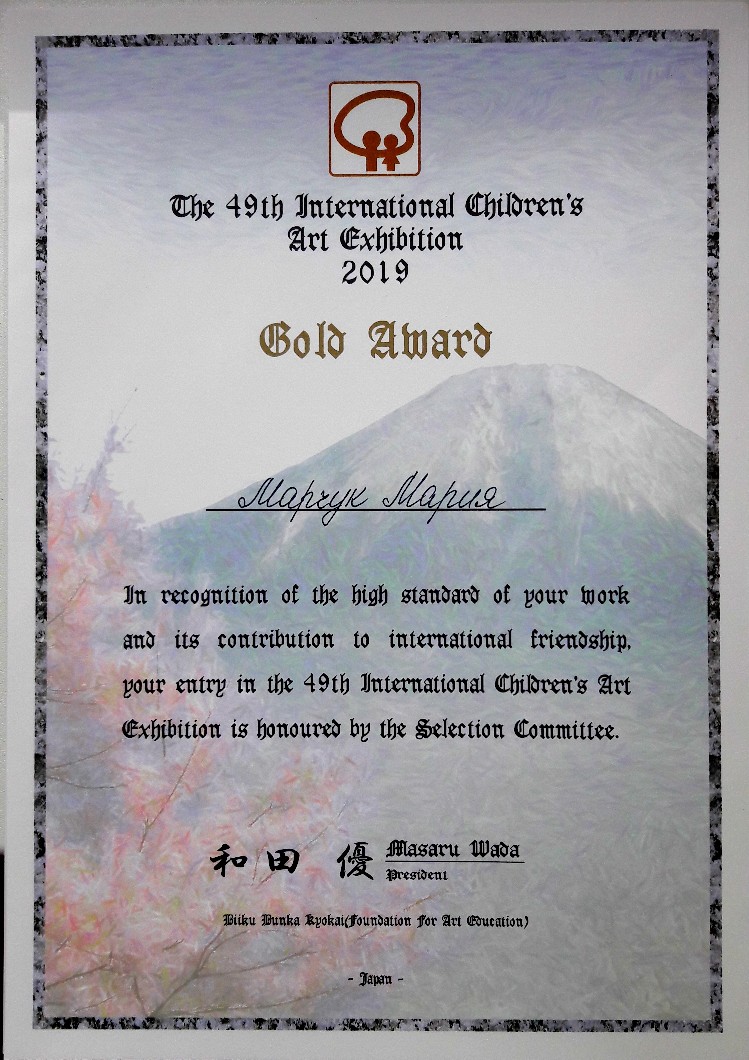 The 49th International Children's
Art Exhibition
2019
Gold Award
Марчук Мария
In recognition of the high standard of your work
and its contribution to international friendship,
your entry in the 49th International Children's Art
Exhibition is honoured by the Selection Committee.
和田 優 Masaru Wada
President
Biiku Bunka Kyokai(Foundation For Art Education)
- Japan -